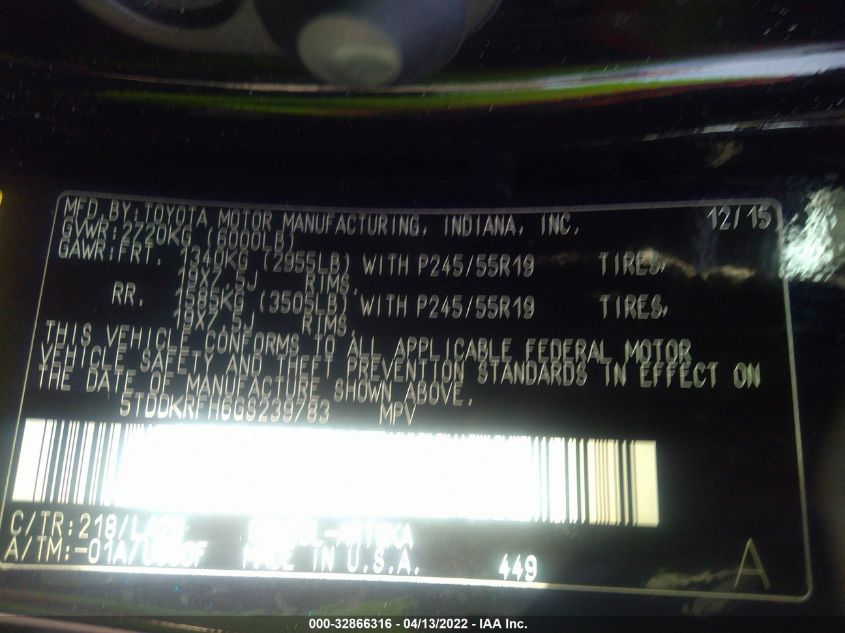 MFD. BY: TOYOTA MOTOR MANUFACTURING, INDIANA, INC. 12/15
GVWR: 2720KG (6000LB)
GAWR: FRT. 1340KG (2955LB) WITH P245/55R19 TIRES,
19X7.5J RIMS,
RR. 1585KG (3505LB) WITH P245/55R19 TIRES,
19X7.5J RIMS,
THIS VEHICLE CONFORMS TO ALL APPLICABLE FEDERAL MOTOR
VEHICLE SAFETY AND THEFT PREVENTION STANDARDS IN EFFECT ON
THE DATE OF MANUFACTURE SHOWN ABOVE.
5TDDKRFH6GS239783 MPV
C/TR:218/
A/TM:-01A/ MADE IN U.S.A. 449 A
000-32866316 - 04/13/2022 - IAA Inc.